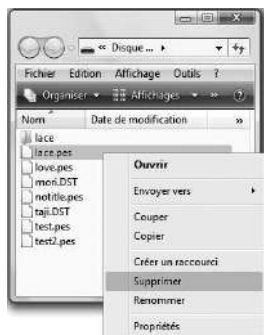 « Disque ...
Fichier Edition Affichage Outils ?
Organiser Affichages »
Nom Date de modification »
lace
lace.pes
love.pes
mori.DST
notitle.pes
taji.DST
test.pes
test2.pes
Ouvrir
Envoyer vers
Couper
Copier
Créer un raccourci
Supprimer
Renommer
Propriétés